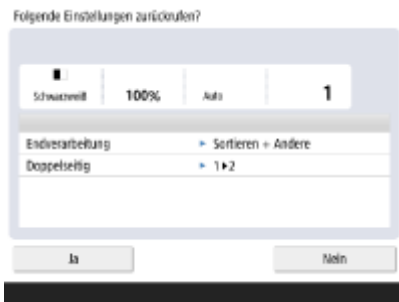 Folgende Einstellungen zurückrufen?
Schwarzweiß 100% Auto 1
Endverarbeitung ▸ Sortieren + Andere
Doppelseitig ▸ 1▸2
Ja Nein